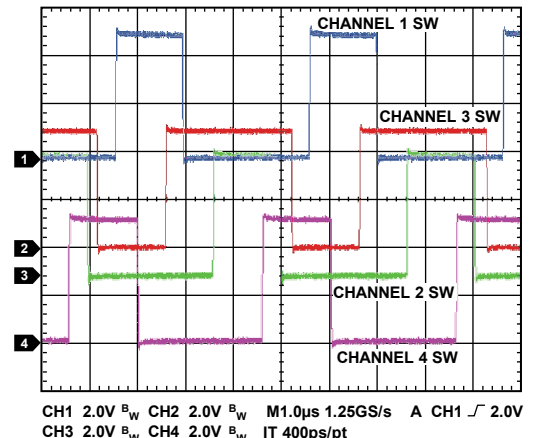 CHANNEL 1 SW
CHANNEL 3 SW
1
2
3
CHANNEL 2 SW
4
CHANNEL 4 SW
CH1 2.0V BW CH2 2.0V BW M1.0µs 1.25GS/s A CH1 2.0V
CH3 2.0V BW CH4 2.0V BW IT 400ps/pt